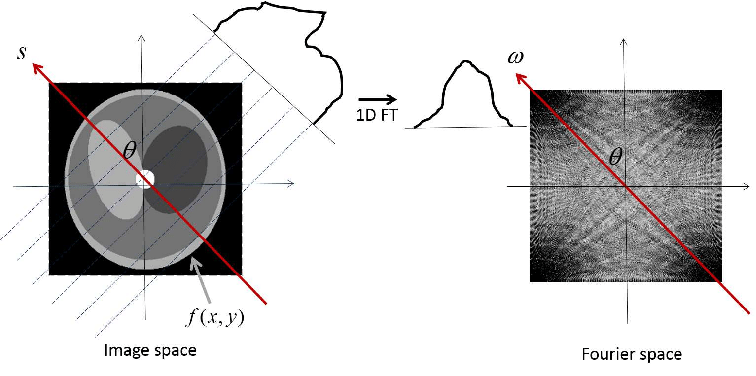 s
θ
f(x, y)
Image space
1D FT
ω
θ
Fourier space